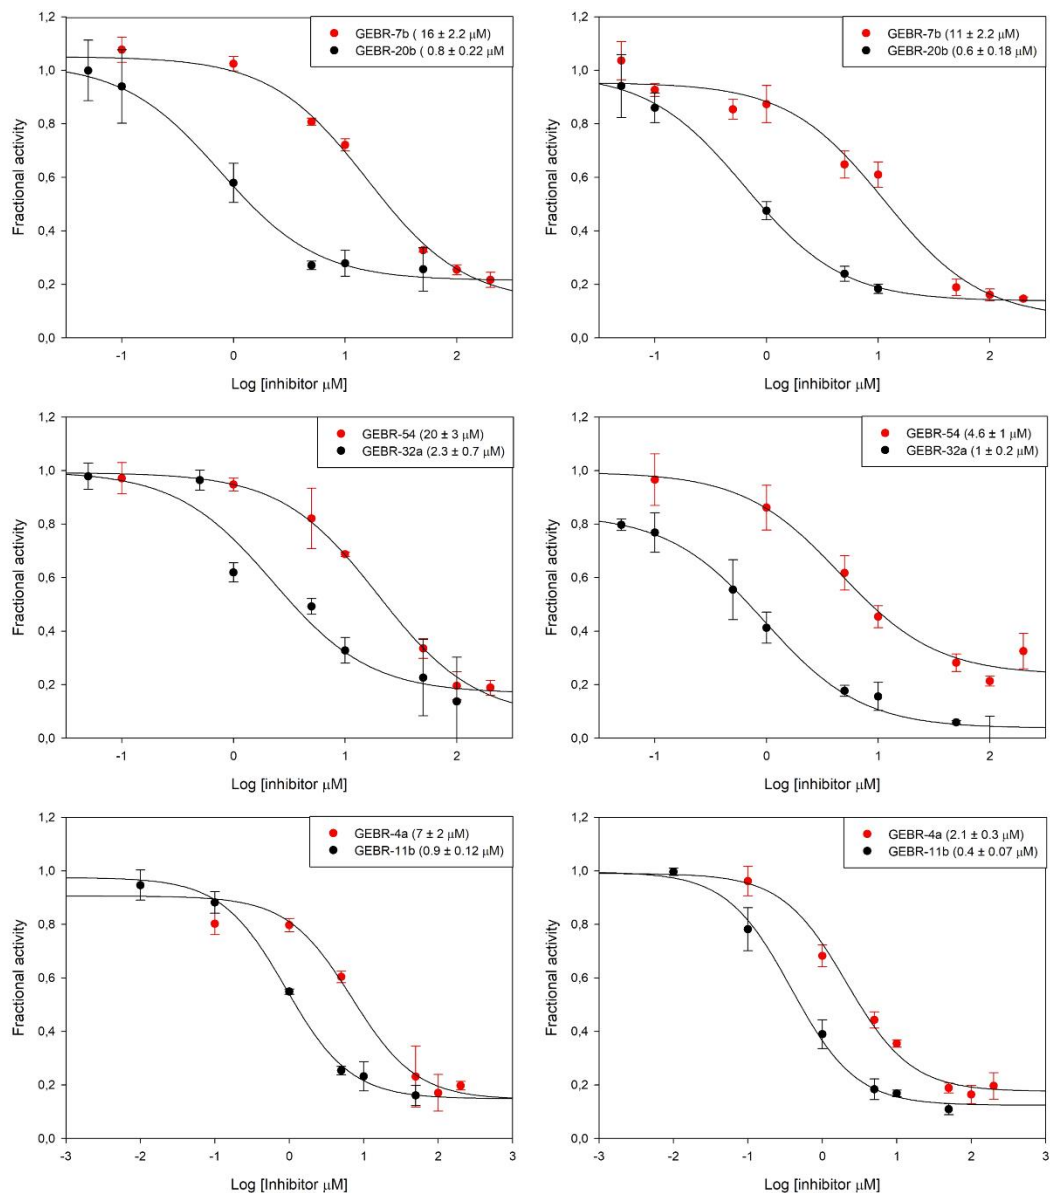 GEBR-7b ( 16 ± 2.2 μM)
GEBR-20b ( 0.8 ± 0.22 μM
1,2
1,0
0,8
0,6
0,4
0,2
0,0
Fractional activity
-1 0 1 2
Log [inhibitor μM]
GEBR-7b (11 ± 2.2 μM)
GEBR-20b (0.6 ± 0.18 μM)
1,2
1,0
0,8
0,6
0,4
0,2
0,0
Fractional activity
-1 0 1 2
Log [inhibitor μM]
GEBR-54 (20 ± 3 μM)
GEBR-32a (2.3 ± 0.7 μM)
1,2
1,0
0,8
0,6
0,4
0,2
0,0
Fractional activity
-1 0 1 2
Log [inhibitor μM]
GEBR-54 (4.6 ± 1 μM)
GEBR-32a (1 ± 0.2 μM)
1,2
1,0
0,8
0,6
0,4
0,2
0,0
Fractional activity
-1 0 1 2
Log [inhibitor μM]
GEBR-4a (7 ± 2 μM)
GEBR-11b (0.9 ± 0.12 μM)
1,2
1,0
0,8
0,6
0,4
0,2
0,0
Fractional activity
-3 -2 -1 0 1 2 3
Log [Inhibitor μM]
GEBR-4a (2.1 ± 0.3 μM)
GEBR-11b (0.4 ± 0.07 μM)
1,2
1,0
0,8
0,6
0,4
0,2
0,0
Fractional activity
-3 -2 -1 0 1 2 3
Log [inhibitor μM]